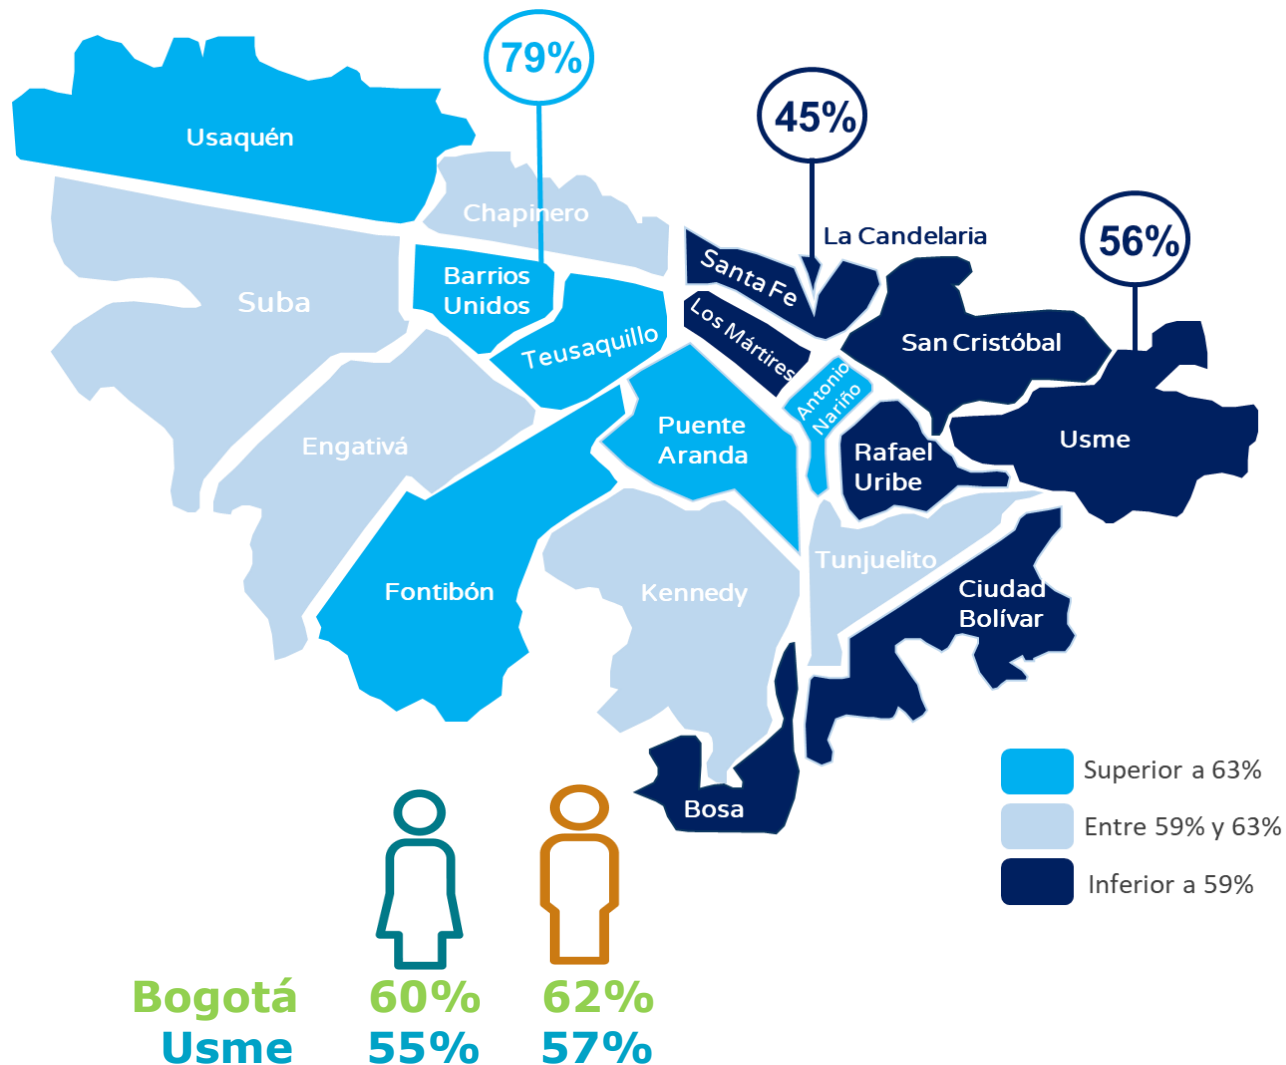 79%
45%
56%
Usaquén
Chapinero
La Candelaria
Santa Fe
Barrios
Unidos
Suba
Teusaquillo
Los Mártires
San Cristóbal
Antonio
Nariño
Puente
Aranda
Engativá
Rafael
Uribe
Usme
Tunjuelito
Fontibón
Kennedy
Ciudad
Bolívar
Bosa
Superior a 63%
Entre 59% y 63%
Inferior a 59%
Bogotá 60% 62%
Usme 55% 57%